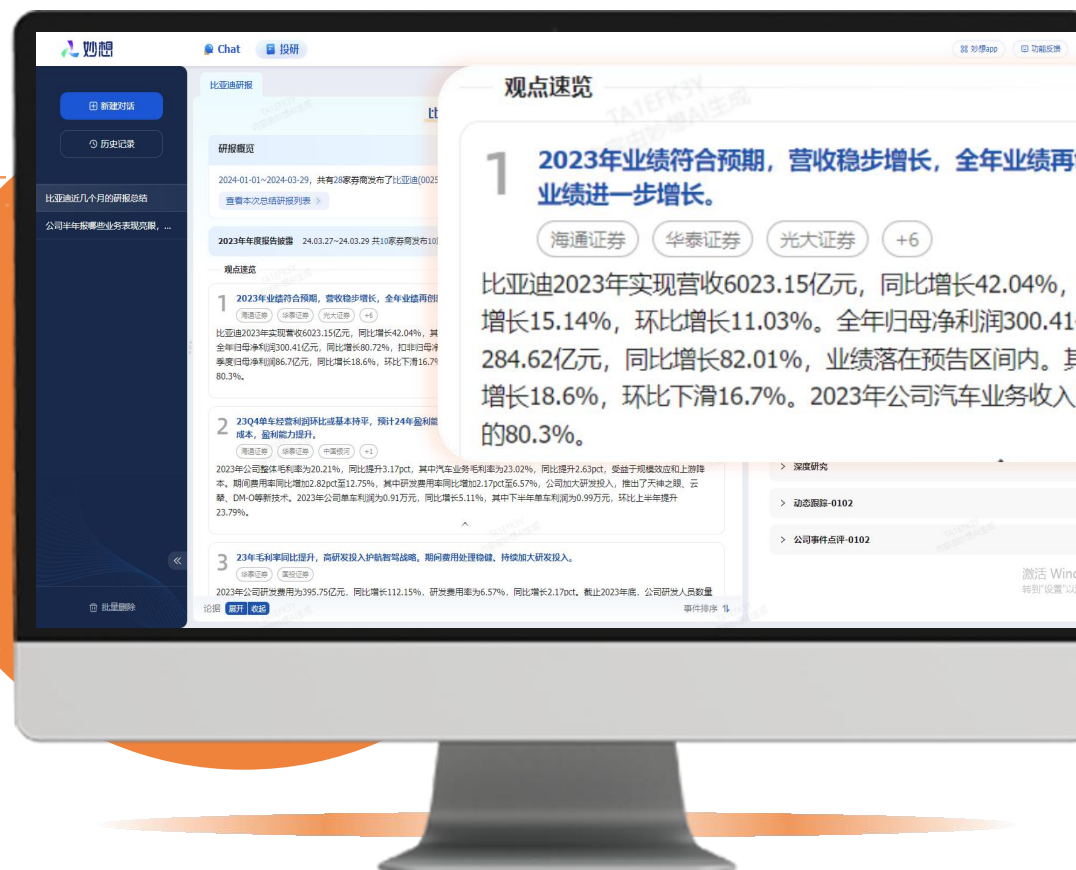 妙想
Chat
投研
妙想app
功能反馈
新建对话
历史记录
比亚迪近几个月的研报总结
公司半年报哪些业务表现亮眼，...
批量删除
比亚迪研报
研报概览
2024-01-01~2024-03-29，共有28家券商发布了比亚迪(0025
查看本次总结研报列表 >
2023年年度报告披露 24.03.27~24.03.29 共10家券商发布10
观点速览
1 2023年业绩符合预期，营收稳步增长，全年业绩再创
海通证券 华泰证券 光大证券 +6
比亚迪2023年实现营收6023.15亿元，同比增长42.04%，其
全年归母净利润300.41亿元，同比增长80.72%，扣非归母净
季度归母净利润86.7亿元，同比增长18.6%，环比下滑16.7%
80.3%。
2 23Q4单车经营利润环比或基本持平，预计24年盈利能
成本，盈利能力提升。
海通证券 华泰证券 中国银河 +1
2023年公司整体毛利率为20.21%，同比提升3.17pct，其中汽车业务毛利率为23.02%，同比提升2.63pct，受益于规模效应和上游降
本。期间费用率同比增加2.82pct至12.75%，其中研发费用率同比增加2.17pct至6.57%，公司加大研发投入，推出了天神之眼、云
辇、DM-O等新技术。2023年公司单车利润为0.91万元，同比增长5.11%，其中下半年单车利润为0.99万元，环比上半年提升
23.79%。
3 23年毛利率同比提升，高研发投入护航智驾战略。期间费用处理稳健、持续加大研发投入。
华泰证券 国投证券
2023年公司研发费用为395.75亿元，同比增长112.15%，研发费用率为6.57%，同比增长2.17pct。截止2023年底，公司研发人员数量
论据 展开 收起
事件排序
观点速览
1 2023年业绩符合预期，营收稳步增长，全年业绩再
业绩进一步增长。
海通证券 华泰证券 光大证券 +6
比亚迪2023年实现营收6023.15亿元，同比增长42.04%，
增长15.14%，环比增长11.03%。全年归母净利润300.41
284.62亿元，同比增长82.01%，业绩落在预告区间内。其
增长18.6%，环比下滑16.7%。2023年公司汽车业务收入
的80.3%。
> 深度研究
> 动态跟踪-0102
> 公司事件点评-0102
激活 Wind
转到"设置"以